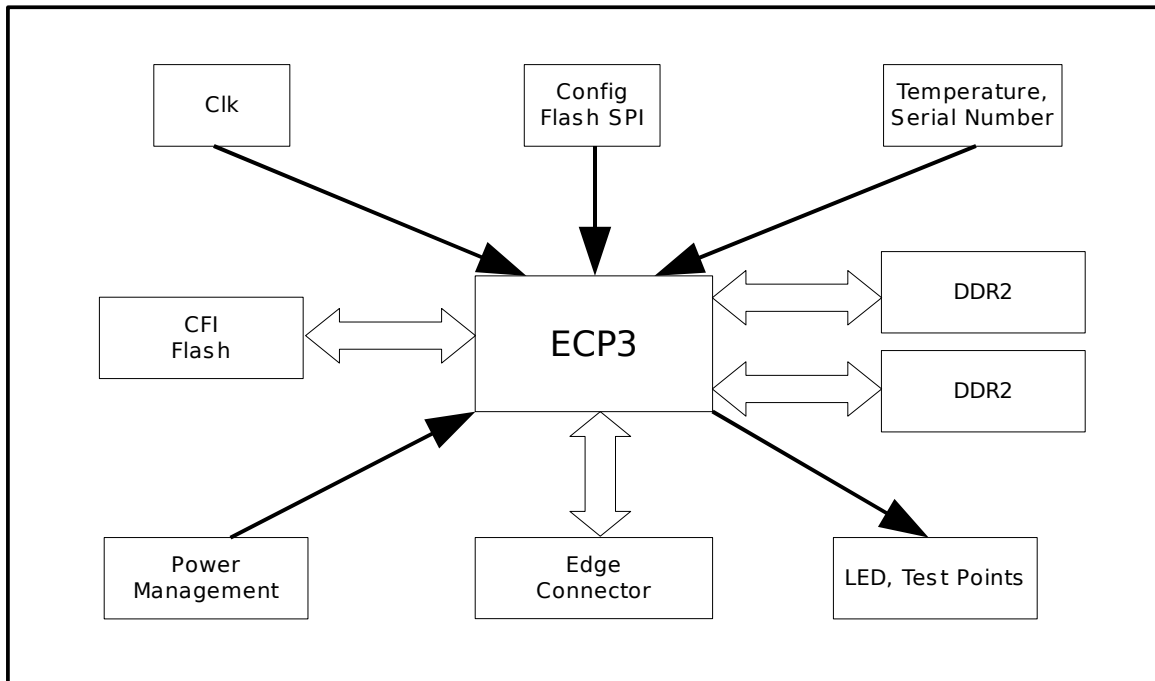 Clk
Config
Flash SPI
Temperature,
Serial Number
CFI
Flash
ECP3
DDR2
DDR2
Power
Management
Edge
Connector
LED, Test Points